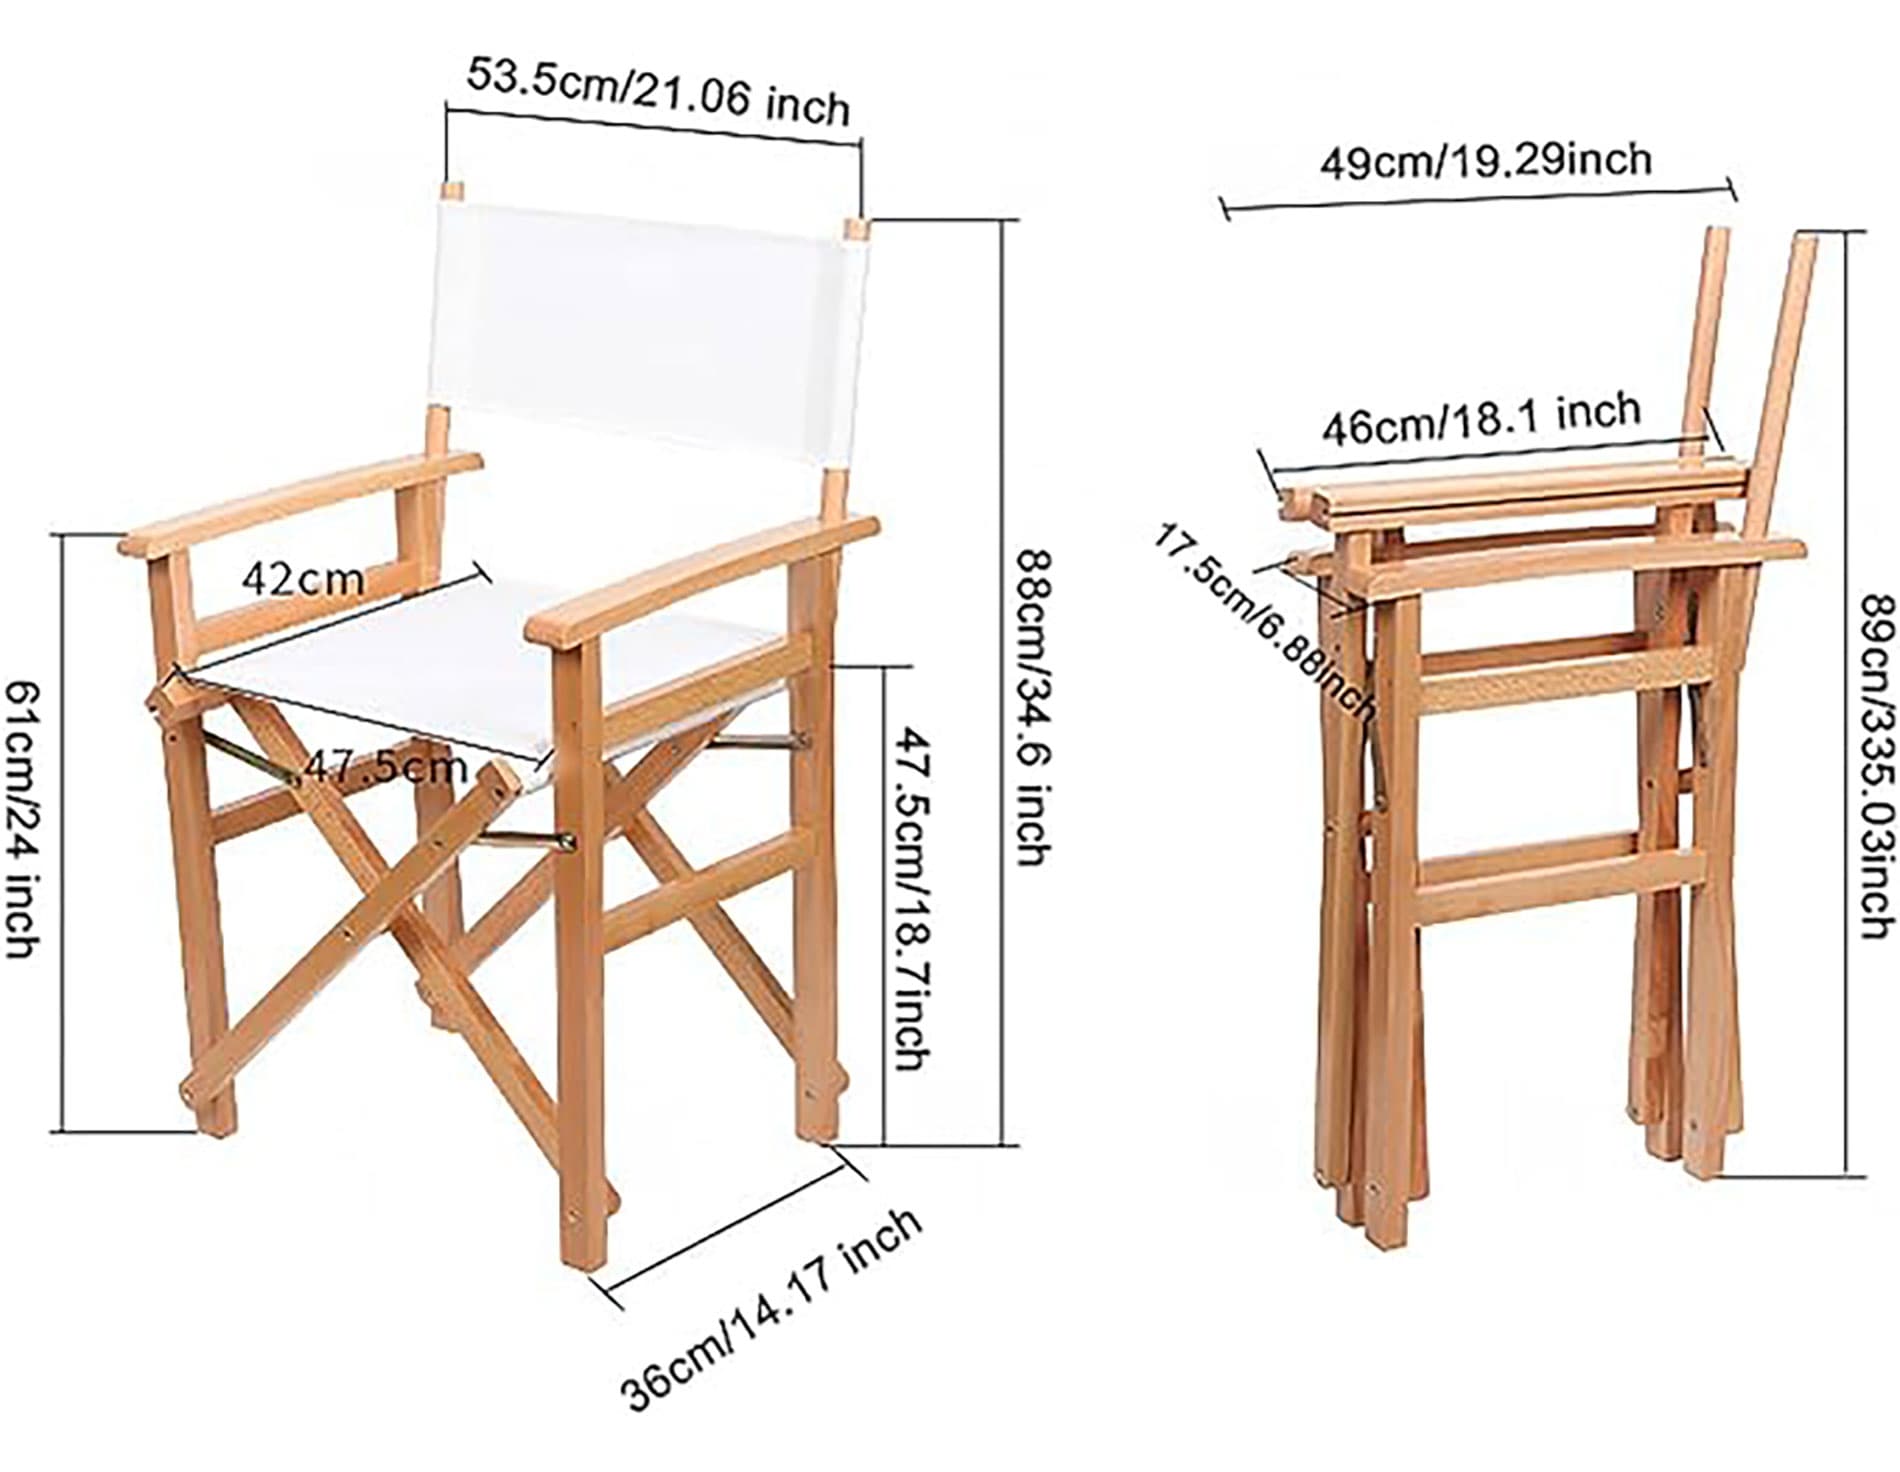 53.5cm/21.06 inch
49cm/19.29inch
46cm/18.1 inch
17.5cm/6.88inch
42cm
47.5cm
61cm/24 inch
47.5cm/18.7inch
88cm/34.6 inch
89cn/335.03inch
36cm/14.17 inch